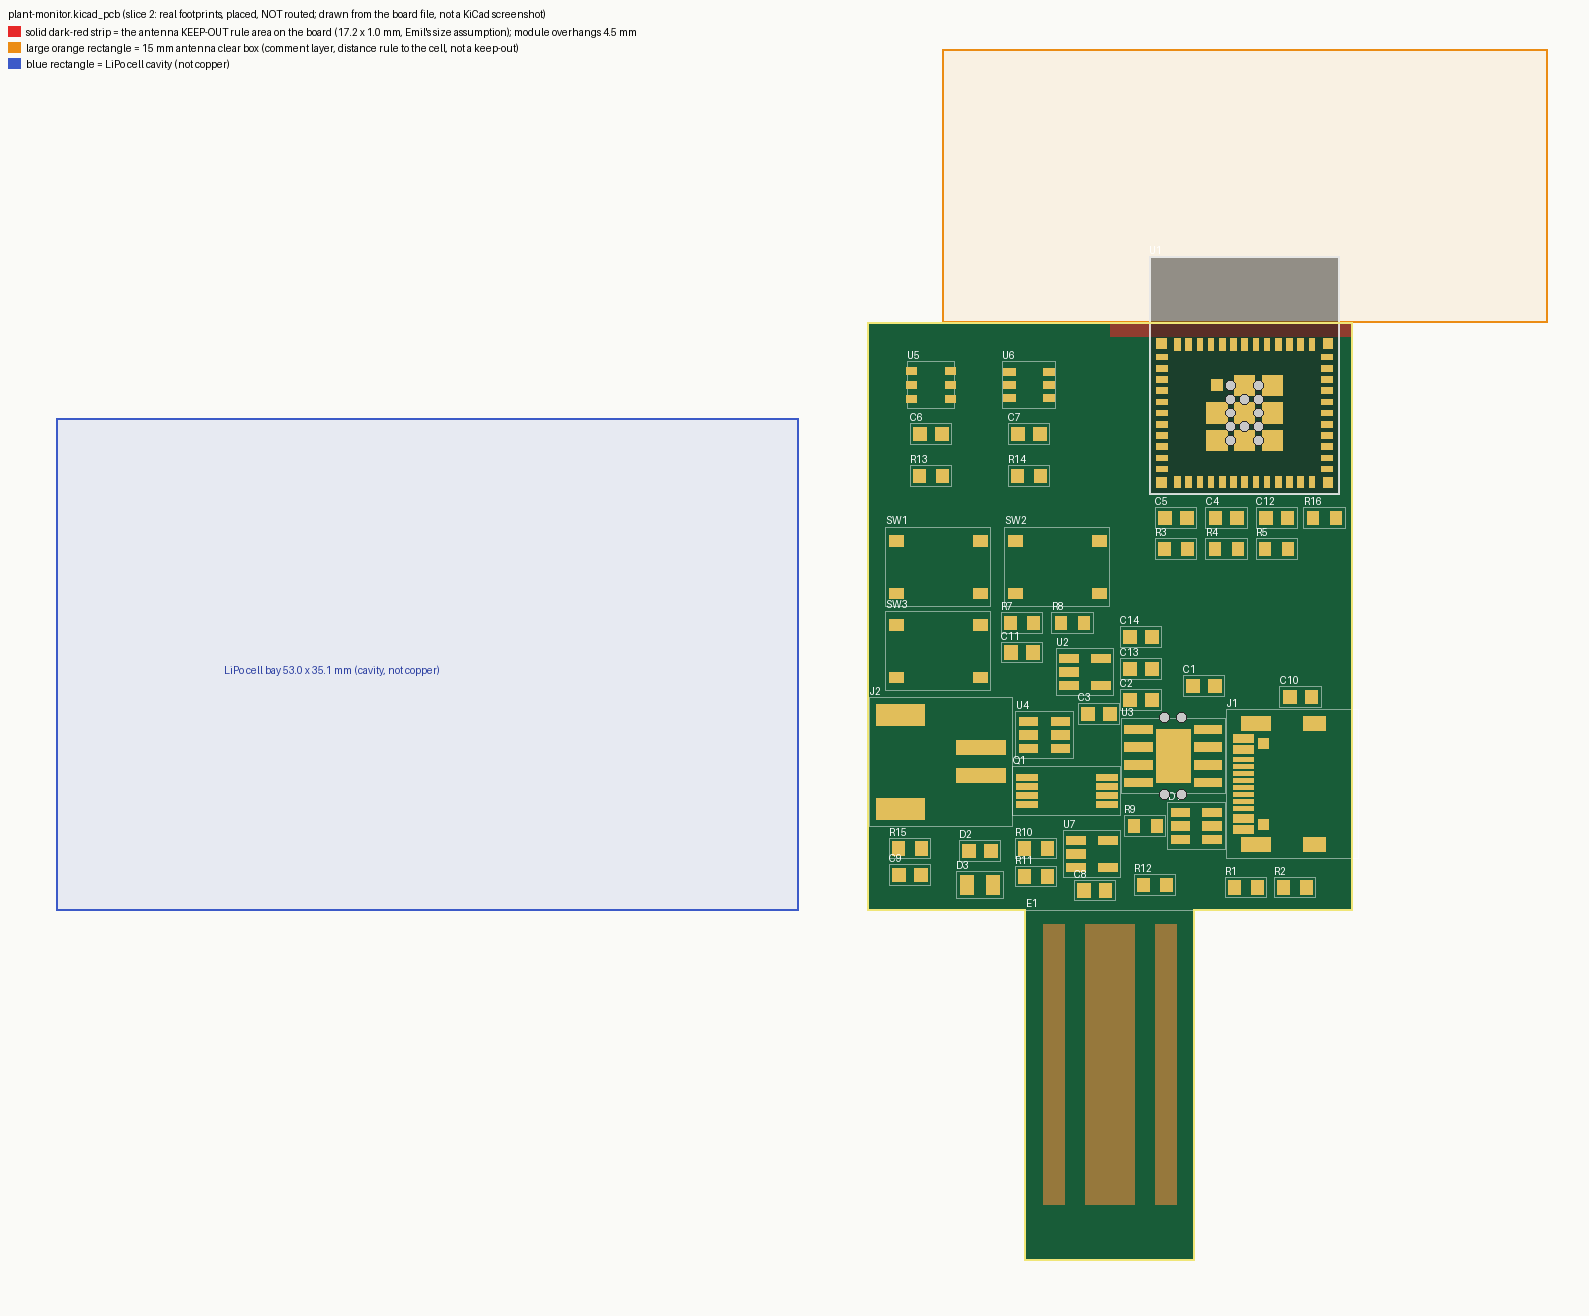 plant-monitor.kicad_pcb (slice 2: real footprints, placed, NOT routed; drawn from the board file, not a KiCad screenshot)
solid dark-red strip = the antenna KEEP-OUT rule area on the board (17.2 x 1.0 mm, Emil's size assumption); module overhangs 4.5 mm
large orange rectangle = 15 mm antenna clear box (comment layer, distance rule to the cell, not a keep-out)
blue rectangle = LiPo cell cavity (not copper)
U1
U5 U6
C6 C7
R13 R14
C5 C4 C12 R16
SW1 SW2
R3 R4 R5
SW3 R7 R8
C14
C11 U2
C13
LiPo cell bay 53.0 x 35.1 mm (cavity, not copper)
C1 C10
C2
J2 C3 J1
U4 U3
Q1
R9
R15 D2 R10 U7
C9 D3 R11 C8 R12 R1 R2
E1